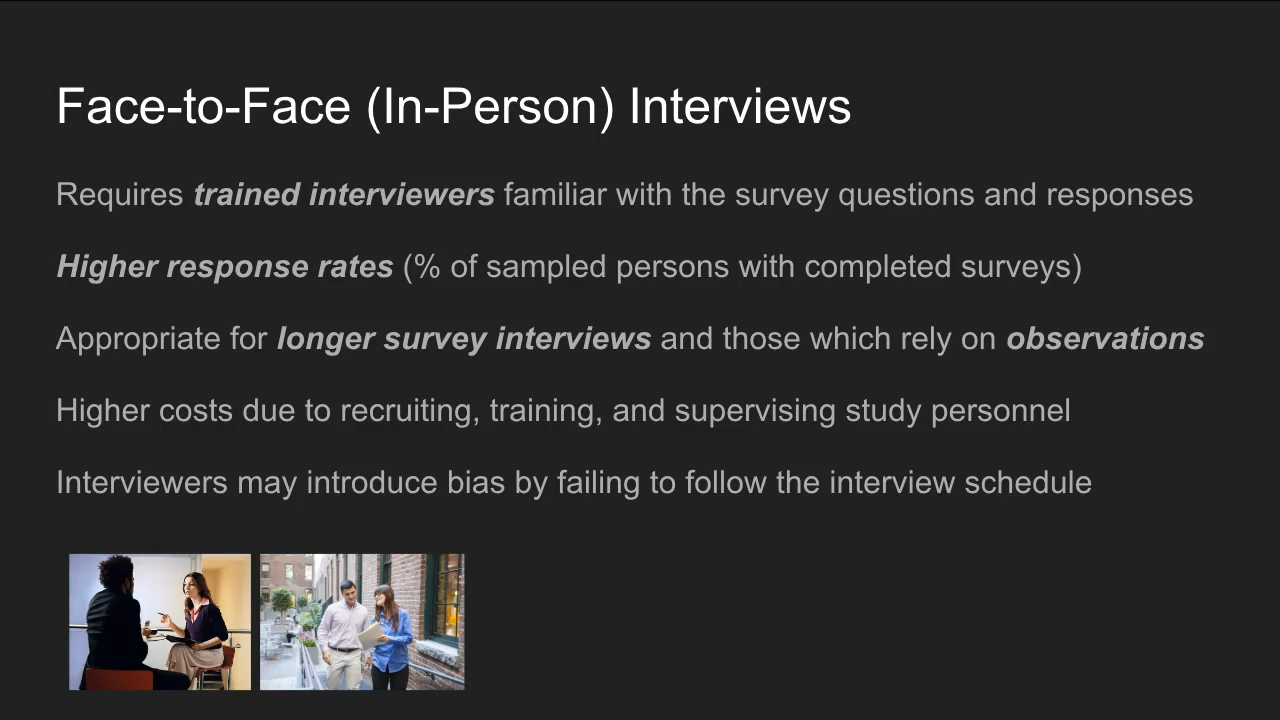 Face-to-Face (In-Person) Interviews
Requires trained interviewers familiar with the survey questions and responses
Higher response rates (% of sampled persons with completed surveys)
Appropriate for longer survey interviews and those which rely on observations
Higher costs due to recruiting, training, and supervising study personnel
Interviewers may introduce bias by failing to follow the interview schedule